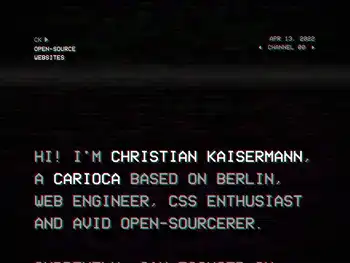 CK
OPEN-SOURCE
WEBSITES
APR 13. 2022
CHANNEL 00
HI! I'M CHRISTIAN KAISERMANN,
A CARIOCA BASED ON BERLIN,
WEB ENGINEER, CSS ENTHUSIAST
AND AVID OPEN-SOURCERER.